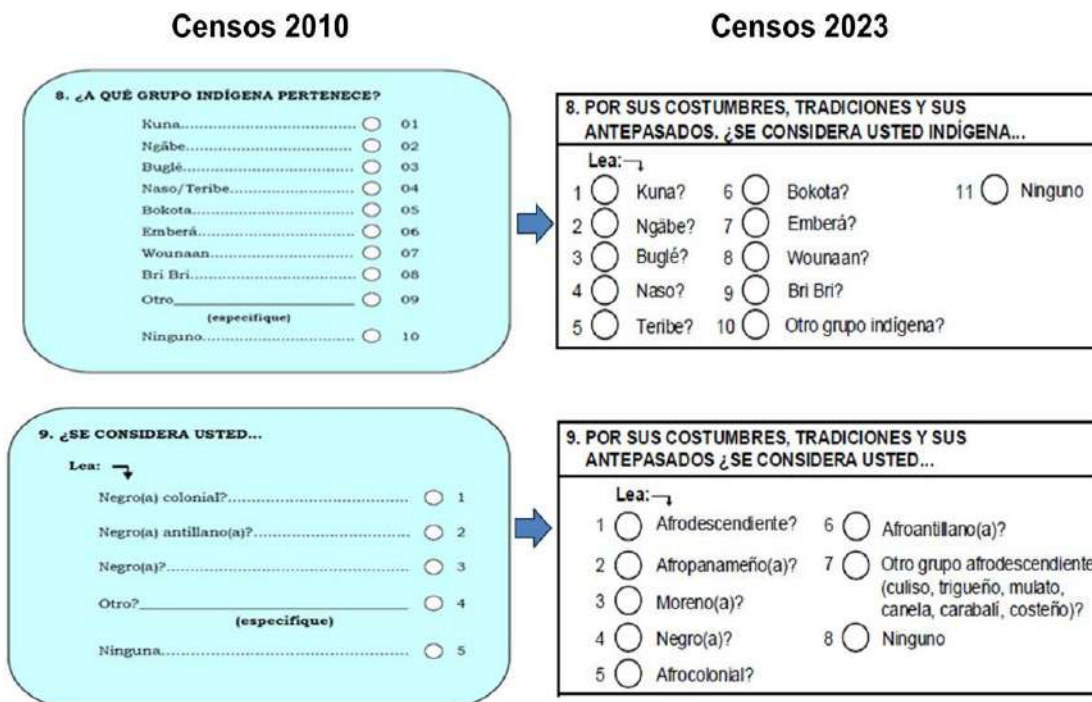 Censos 2010
Censos 2023
8. ¿A QUÉ GRUPO INDÍGENA PERTENECE?
Kuna.......................................... 01
Ngäbe........................................ 02
Buglé......................................... 03
Naso/Teribe............................... 04
Bokota....................................... 05
Emberá...................................... 06
Wounaan................................... 07
Bri Bri........................................ 08
Otro______________________ 09
(especifique)
Ninguno..................................... 10
8. POR SUS COSTUMBRES, TRADICIONES Y SUS
ANTEPASADOS. ¿SE CONSIDERA USTED INDÍGENA...
Lea:
1 Kuna? 6 Bokota? 11 Ninguno
2 Ngäbe? 7 Emberá?
3 Buglé? 8 Wounaan?
4 Naso? 9 Bri Bri?
5 Teribe? 10 Otro grupo indígena?
9. ¿SE CONSIDERA USTED...
Lea:
Negro(a) colonial?..................................... 1
Negro(a) antillano(a)?............................... 2
Negro(a)?................................................... 3
Otro?______________________________ 4
(especifique)
Ninguna..................................................... 5
9. POR SUS COSTUMBRES, TRADICIONES Y SUS
ANTEPASADOS ¿SE CONSIDERA USTED...
Lea:
1 Afrodescendiente? 6 Afroantillano(a)?
2 Afropanameño(a)? 7 Otro grupo afrodescendiente
(culiso, trigueño, mulato,
3 Moreno(a)? canela, carabalí, costeño)?
4 Negro(a)? 8 Ninguno
5 Afrocolonial?